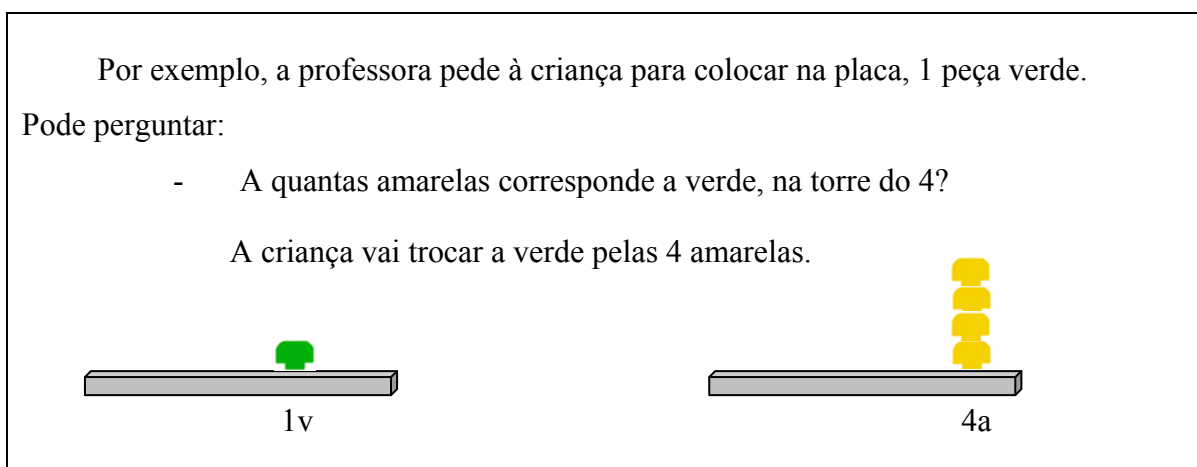 Por exemplo, a professora pede à criança para colocar na placa, 1 peça verde.
Pode perguntar:
- A quantas amarelas corresponde a verde, na torre do 4?
A criança vai trocar a verde pelas 4 amarelas.
1v 4a